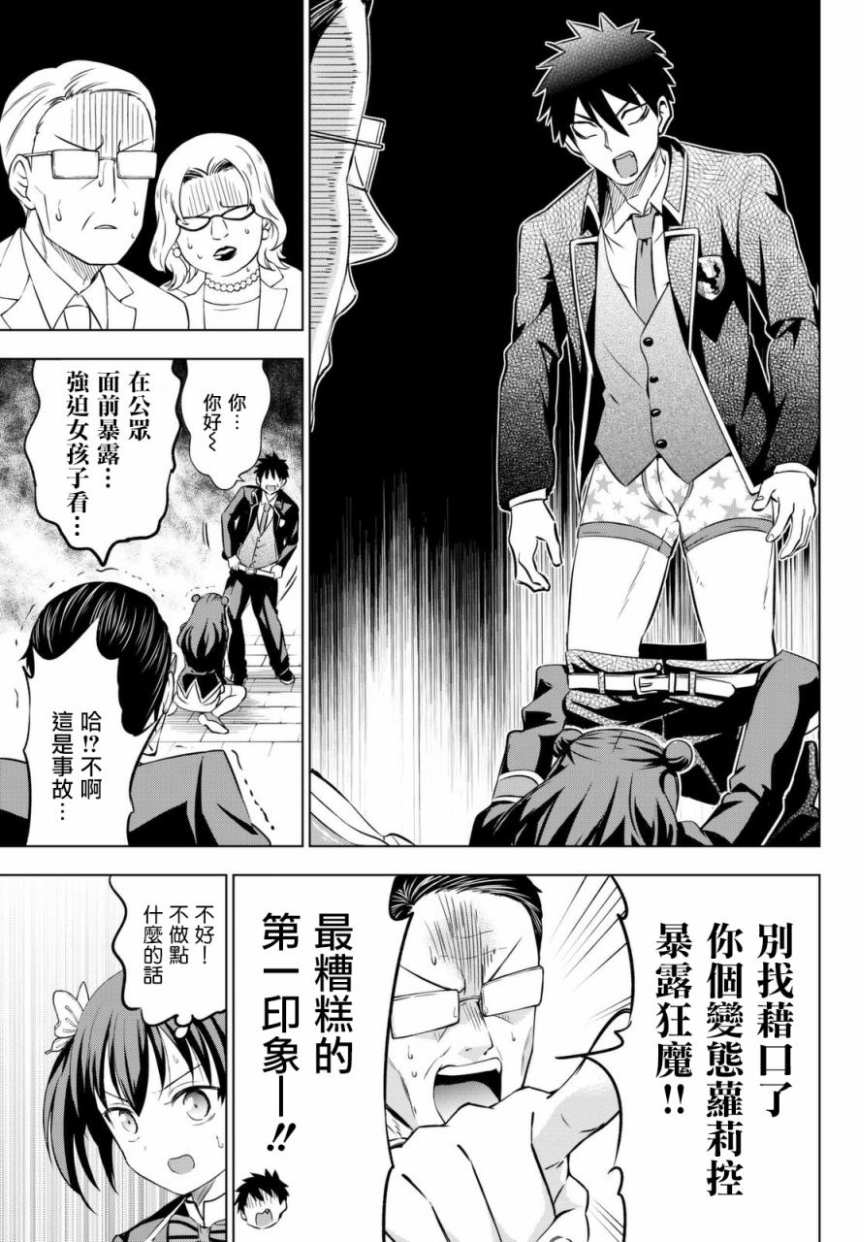 你…
你好~
在公眾
面前暴露…
強迫女孩子看…
哈!?不啊
這是事故…
別找藉口了
你個變態蘿莉控
暴露狂魔!!
最糟糕的
第一印象—!!
不好!
不做點
什麼的話